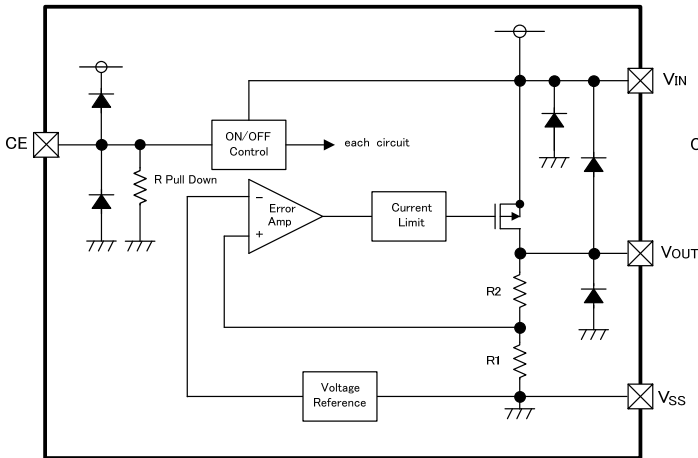 VIN
CE
ON/OFF
Control
each circuit
C
R Pull Down
−
Error
Amp
+
Current
Limit
VOUT
R2
R1
Voltage
Reference
VSS